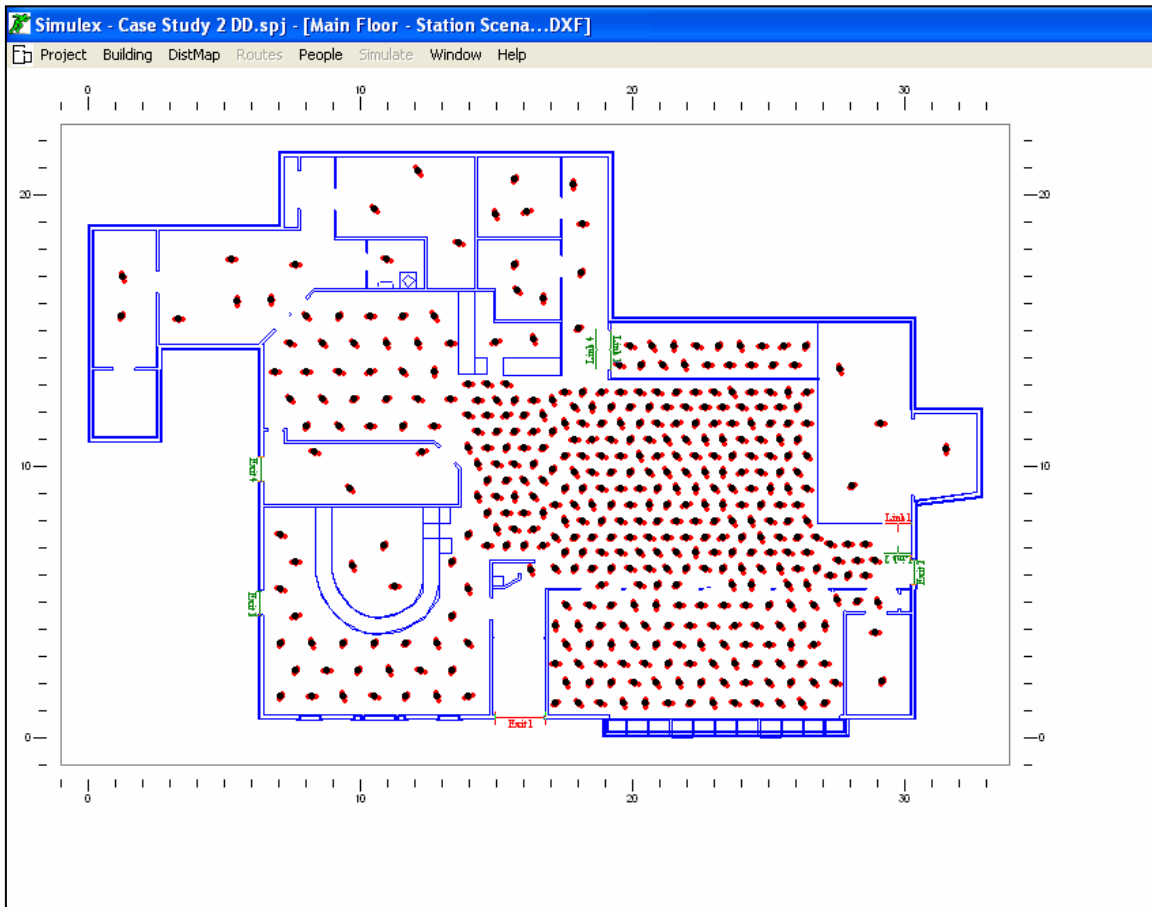 Simulex - Case Study 2 DD.spj - [Main Floor - Station Scena...DXF]
Project Building DistMap Routes People Simulate Window Help
0 10 20 30
20 20
Link 4
Link 1
10 10
Exit 4
Exit 3
Exit 2
Exit 1
0 0
0 10 20 30